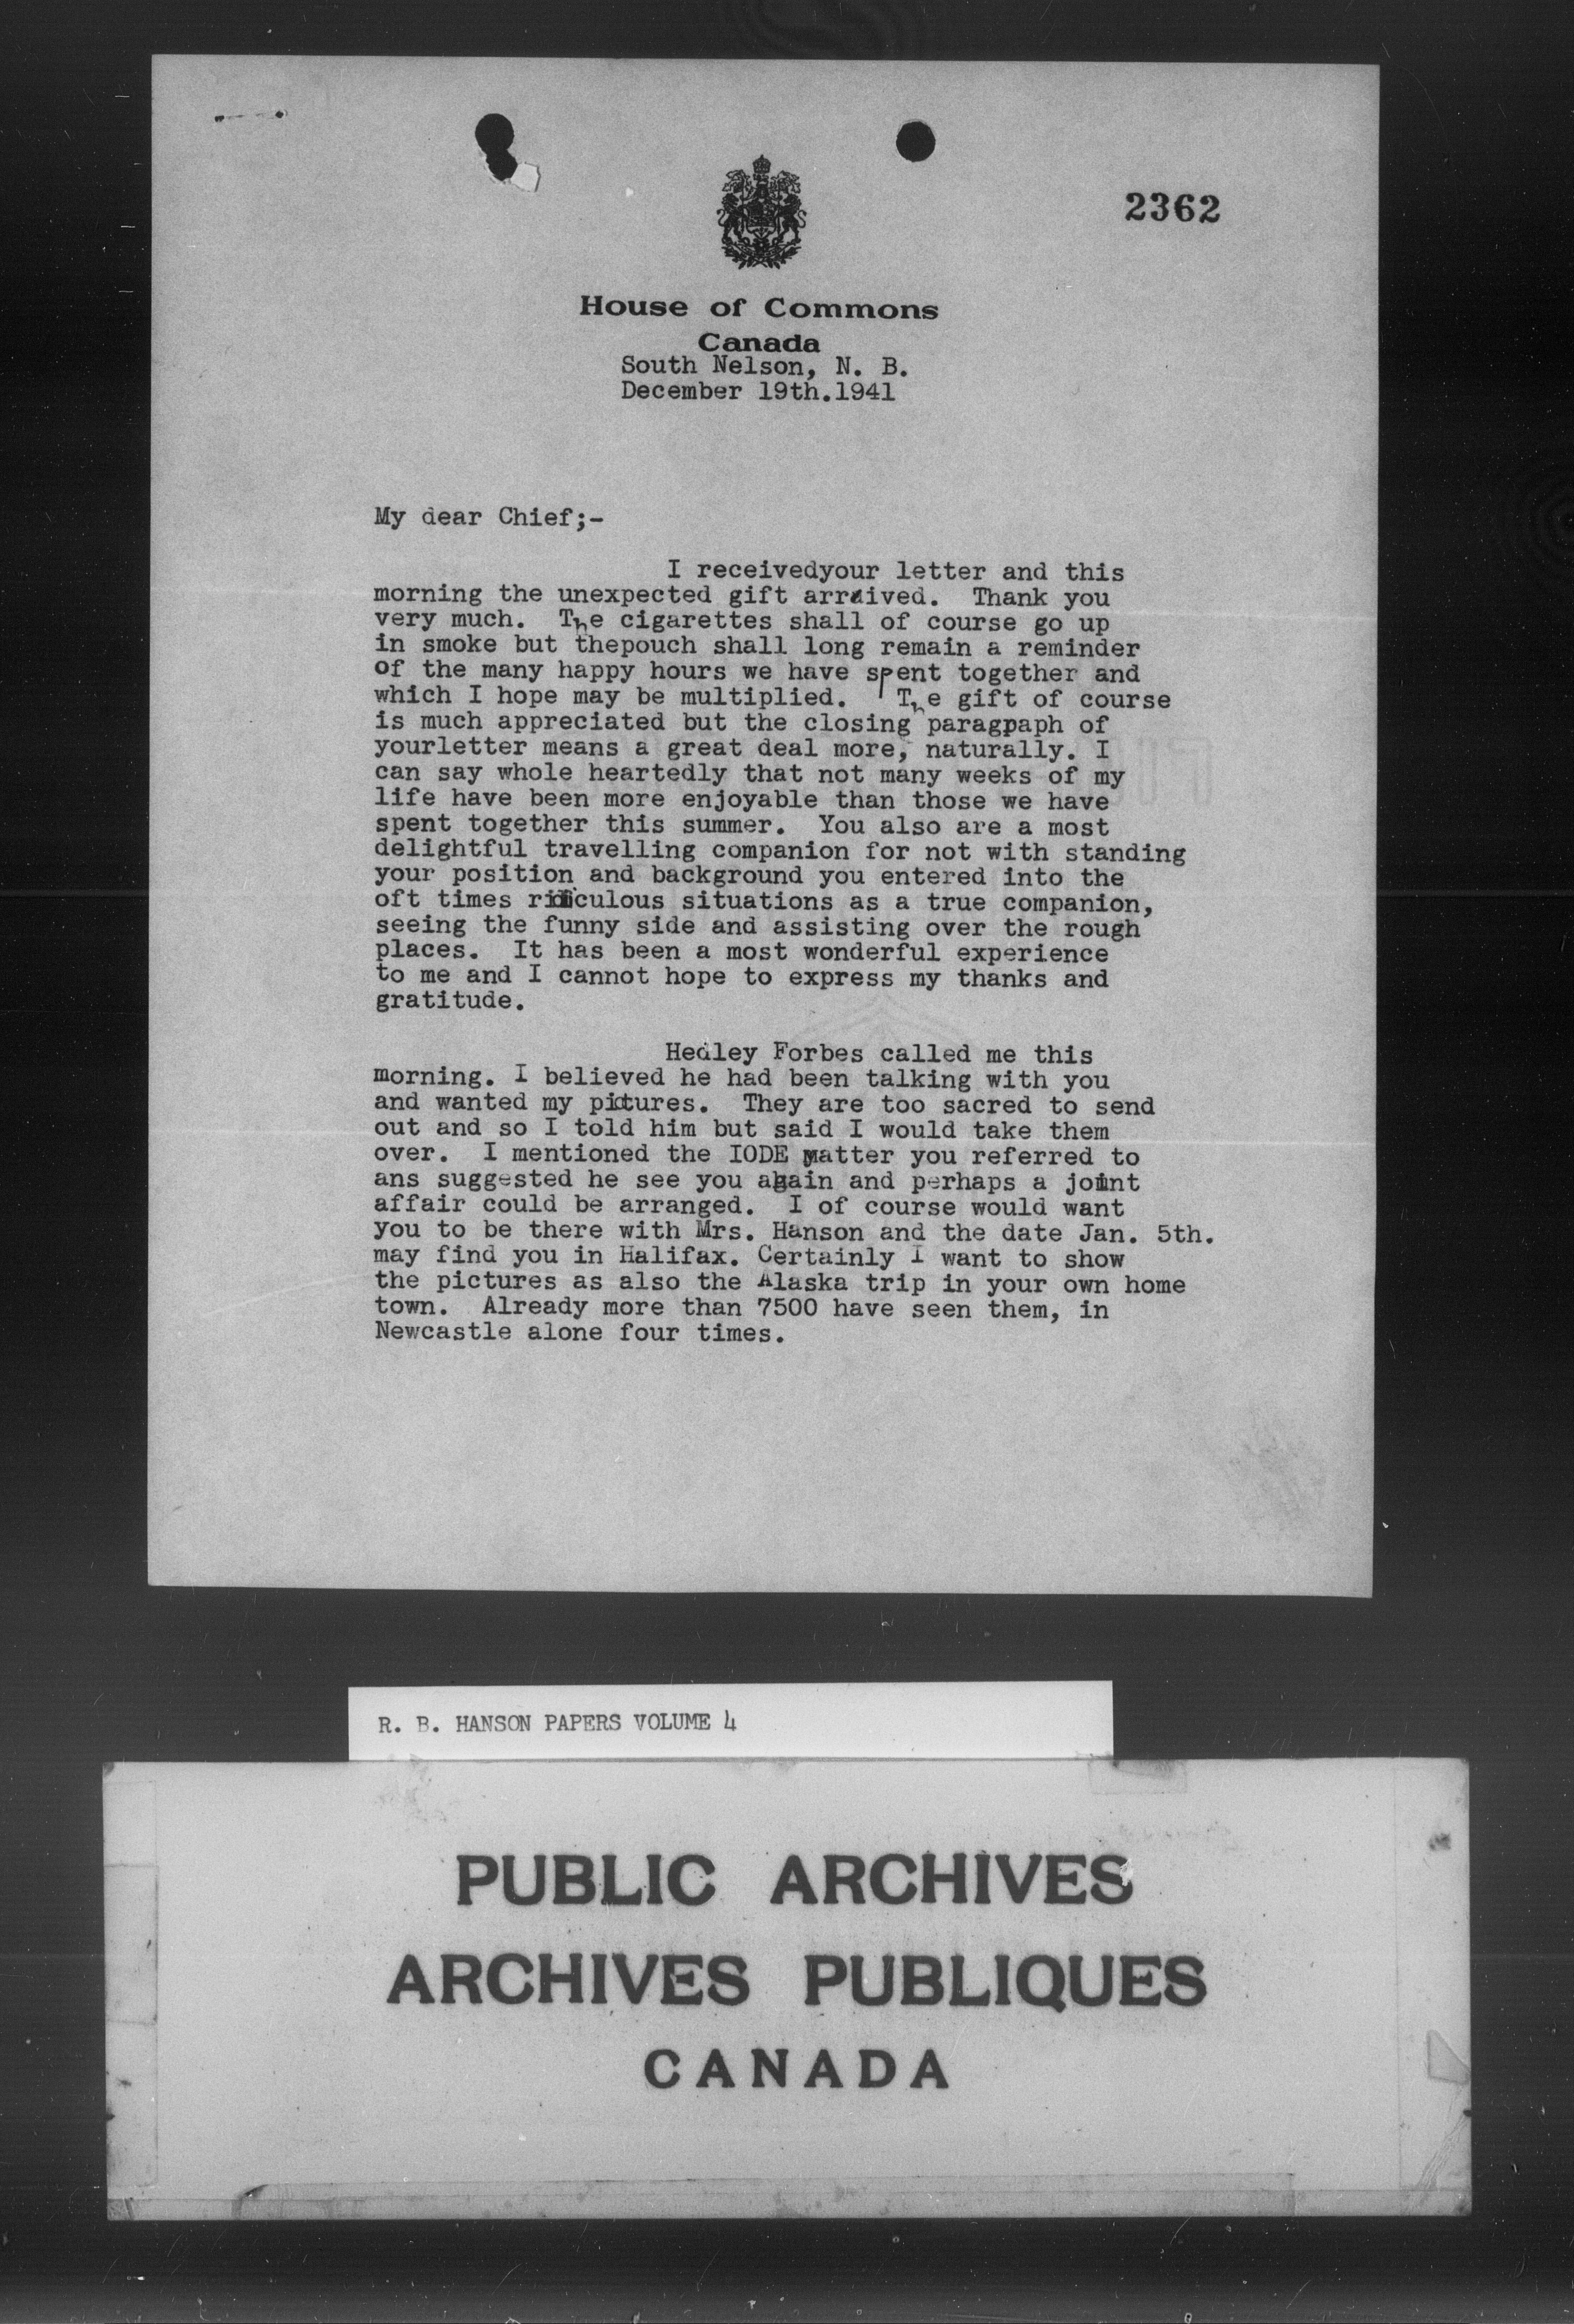 2362
House of Commons
Canada
South Nelson, N. B.
December 19th.1941
My dear Chief;-
I receivedyour letter and this
morning the unexpected gift arraived. Thank you
very much. The cigarettes shall of course go up
in smoke but thepouch shall long remain a reminder
of the many happy hours we have spent together and
which I hope may be multiplied. The gift of course
is much appreciated but the closing paragpaph of
yourletter means a great deal more, naturally. I
can say whole heartedly that not many weeks of my
life have been more enjoyable than those we have
spent together this summer. You also are a most
delightful travelling companion for not with standing
your position and background you entered into the
oft times ridiculous situations as a true companion,
seeing the funny side and assisting over the rough
places. It has been a most wonderful experience
to me and I cannot hope to express my thanks and
gratitude.
Hedley Forbes called me this
morning. I believed he had been talking with you
and wanted my pictures. They are too sacred to send
out and so I told him but said I would take them
over. I mentioned the IODE matter you referred to
ans suggested he see you again and perhaps a joint
affair could be arranged. I of course would want
you to be there with Mrs. Hanson and the date Jan. 5th.
may find you in Halifax. Certainly I want to show
the pictures as also the Alaska trip in your own home
town. Already more than 7500 have seen them, in
Newcastle alone four times.
R. B. HANSON PAPERS VOLUME 4
PUBLIC ARCHIVES
ARCHIVES PUBLIQUES
CANADA